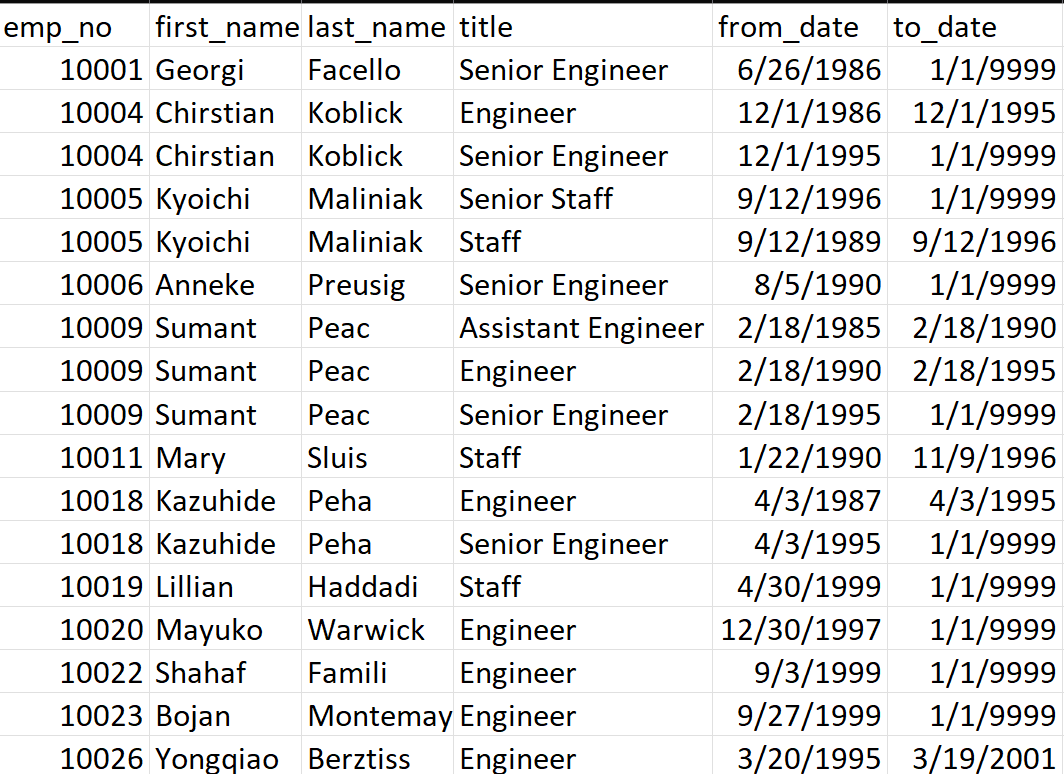 emp_no first_name last_name title from_date to_date
10001 Georgi Facello Senior Engineer 6/26/1986 1/1/9999
10004 Chirstian Koblick Engineer 12/1/1986 12/1/1995
10004 Chirstian Koblick Senior Engineer 12/1/1995 1/1/9999
10005 Kyoichi Maliniak Senior Staff 9/12/1996 1/1/9999
10005 Kyoichi Maliniak Staff 9/12/1989 9/12/1996
10006 Anneke Preusig Senior Engineer 8/5/1990 1/1/9999
10009 Sumant Peac Assistant Engineer 2/18/1985 2/18/1990
10009 Sumant Peac Engineer 2/18/1990 2/18/1995
10009 Sumant Peac Senior Engineer 2/18/1995 1/1/9999
10011 Mary Sluis Staff 1/22/1990 11/9/1996
10018 Kazuhide Peha Engineer 4/3/1987 4/3/1995
10018 Kazuhide Peha Senior Engineer 4/3/1995 1/1/9999
10019 Lillian Haddadi Staff 4/30/1999 1/1/9999
10020 Mayuko Warwick Engineer 12/30/1997 1/1/9999
10022 Shahaf Famili Engineer 9/3/1999 1/1/9999
10023 Bojan Montemay Engineer 9/27/1999 1/1/9999
10026 Yongqiao Berztiss Engineer 3/20/1995 3/19/2001